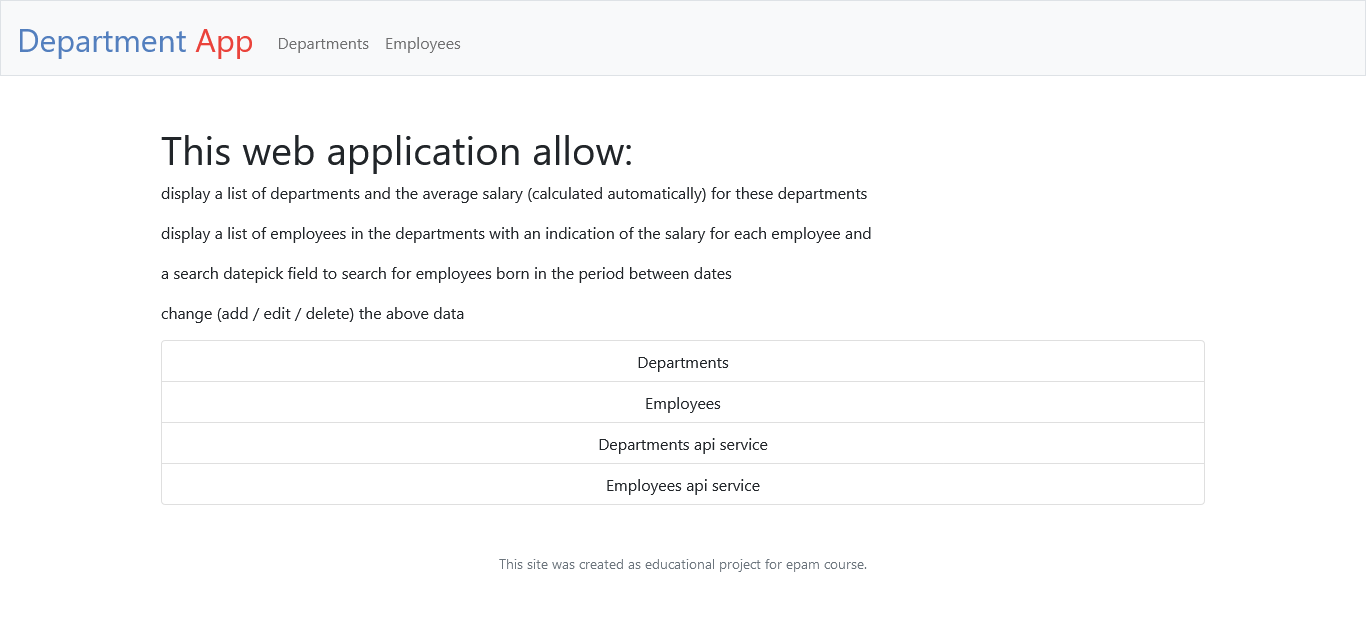 Department App Departments Employees
This web application allow:
display a list of departments and the average salary (calculated automatically) for these departments
display a list of employees in the departments with an indication of the salary for each employee and
a search datepick field to search for employees born in the period between dates
change (add / edit / delete) the above data
Departments
Employees
Departments api service
Employees api service
This site was created as educational project for epam course.